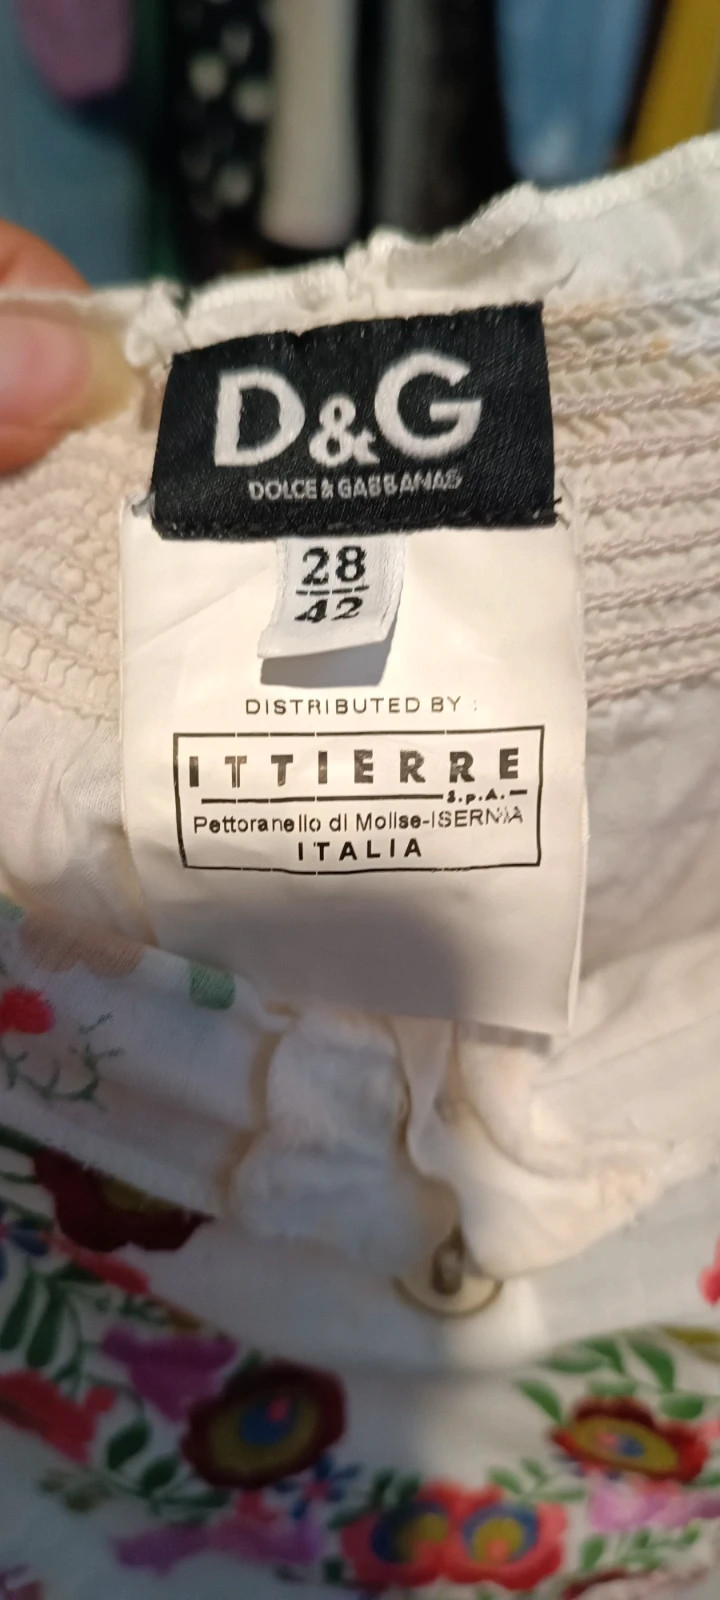 D&G
DOLCE & GABBANA
28
42
DISTRIBUTED BY :
ITTIERRE
S.p.A.
Pettoranello di Molise-ISERNIA
ITALIA